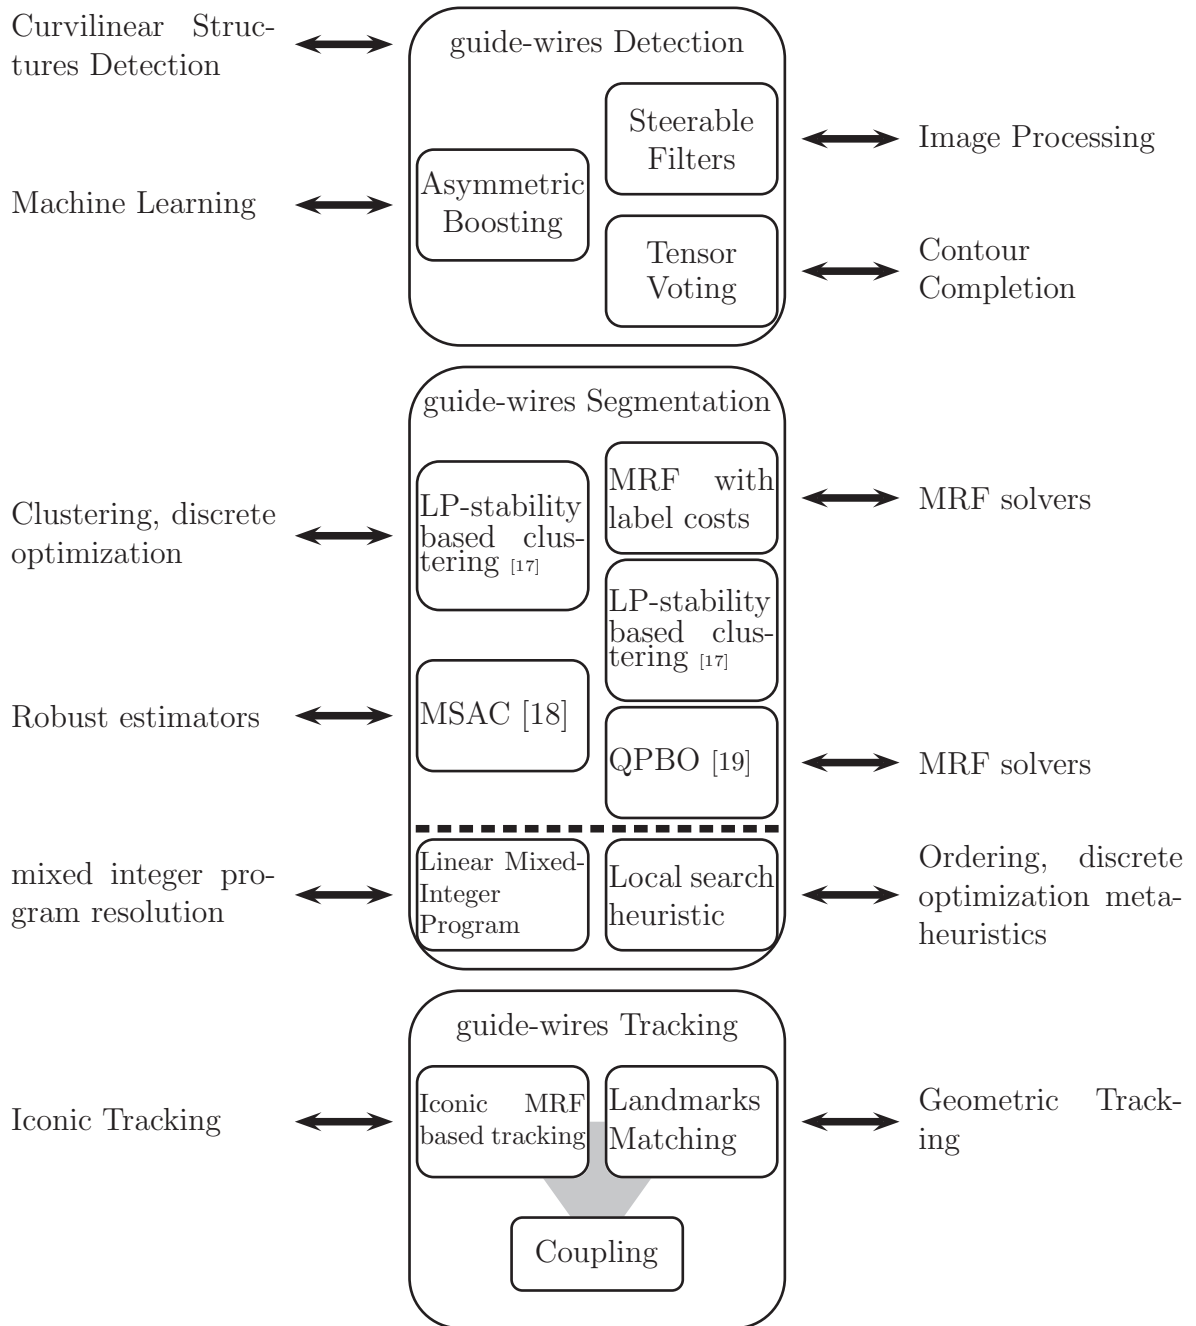 Curvilinear Struc-
tures Detection
guide-wires Detection
Steerable
Filters
Image Processing
Machine Learning
Asymmetric
Boosting
Tensor
Voting
Contour
Completion
guide-wires Segmentation
Clustering, discrete
optimization
LP-stability
based clus-
tering [17]
MRF with
label costs
MRF solvers
LP-stability
based clus-
tering [17]
Robust estimators
MSAC [18]
QPBO [19]
MRF solvers
mixed integer pro-
gram resolution
Linear Mixed-
Integer
Program
Local search
heuristic
Ordering, discrete
optimization meta-
heuristics
guide-wires Tracking
Iconic Tracking
Iconic MRF
based tracking
Landmarks
Matching
Geometric Track-
ing
Coupling